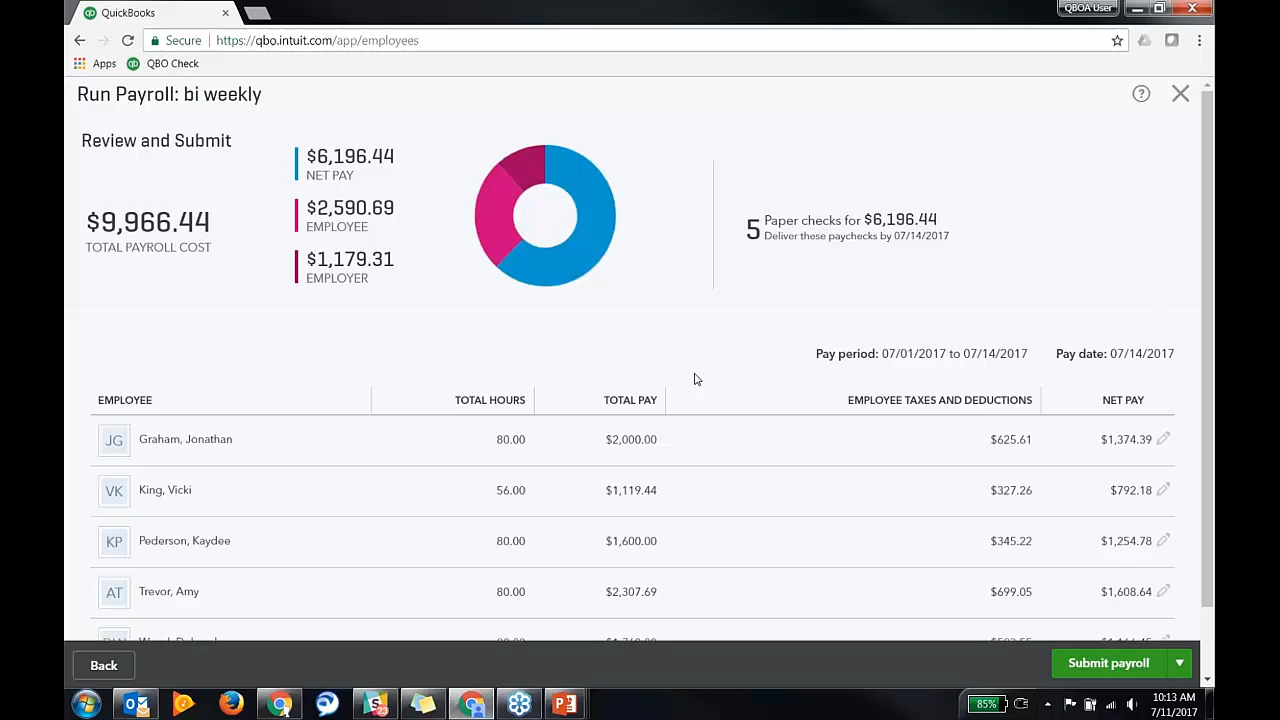 QuickBooks
QBOA User
Secure https://qbo.intuit.com/app/employees
Apps QBO Check
Run Payroll: bi weekly
Review and Submit
$9,966.44
TOTAL PAYROLL COST
$6,196.44
NET PAY
$2,590.69
EMPLOYEE
$1,179.31
EMPLOYER
5 Paper checks for $6,196.44
Deliver these paychecks by 07/14/2017
Pay period: 07/01/2017 to 07/14/2017 Pay date: 07/14/2017
EMPLOYEE TOTAL HOURS TOTAL PAY EMPLOYEE TAXES AND DEDUCTIONS NET PAY
JG Graham, Jonathan 80.00 $2,000.00 $625.61 $1,374.39
VK King, Vicki 56.00 $1,119.44 $327.26 $792.18
KP Pederson, Kaydee 80.00 $1,600.00 $345.22 $1,254.78
AT Trevor, Amy 80.00 $2,307.69 $699.05 $1,608.64
Back Submit payroll
85% 10:13 AM
7/11/2017